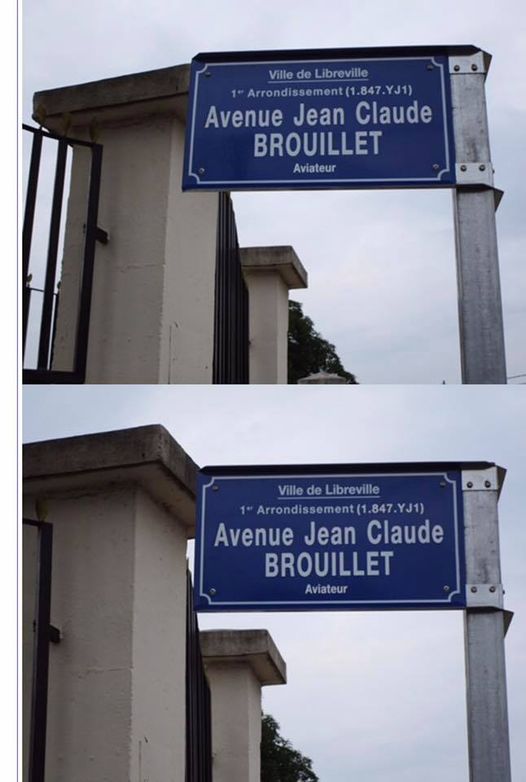 Ville de Libreville
1er Arrondissement (1.847.YJ1)
Avenue Jean Claude
BROUILLET
Aviateur
Ville de Libreville
1er Arrondissement (1.847.YJ1)
Avenue Jean Claude
BROUILLET
Aviateur